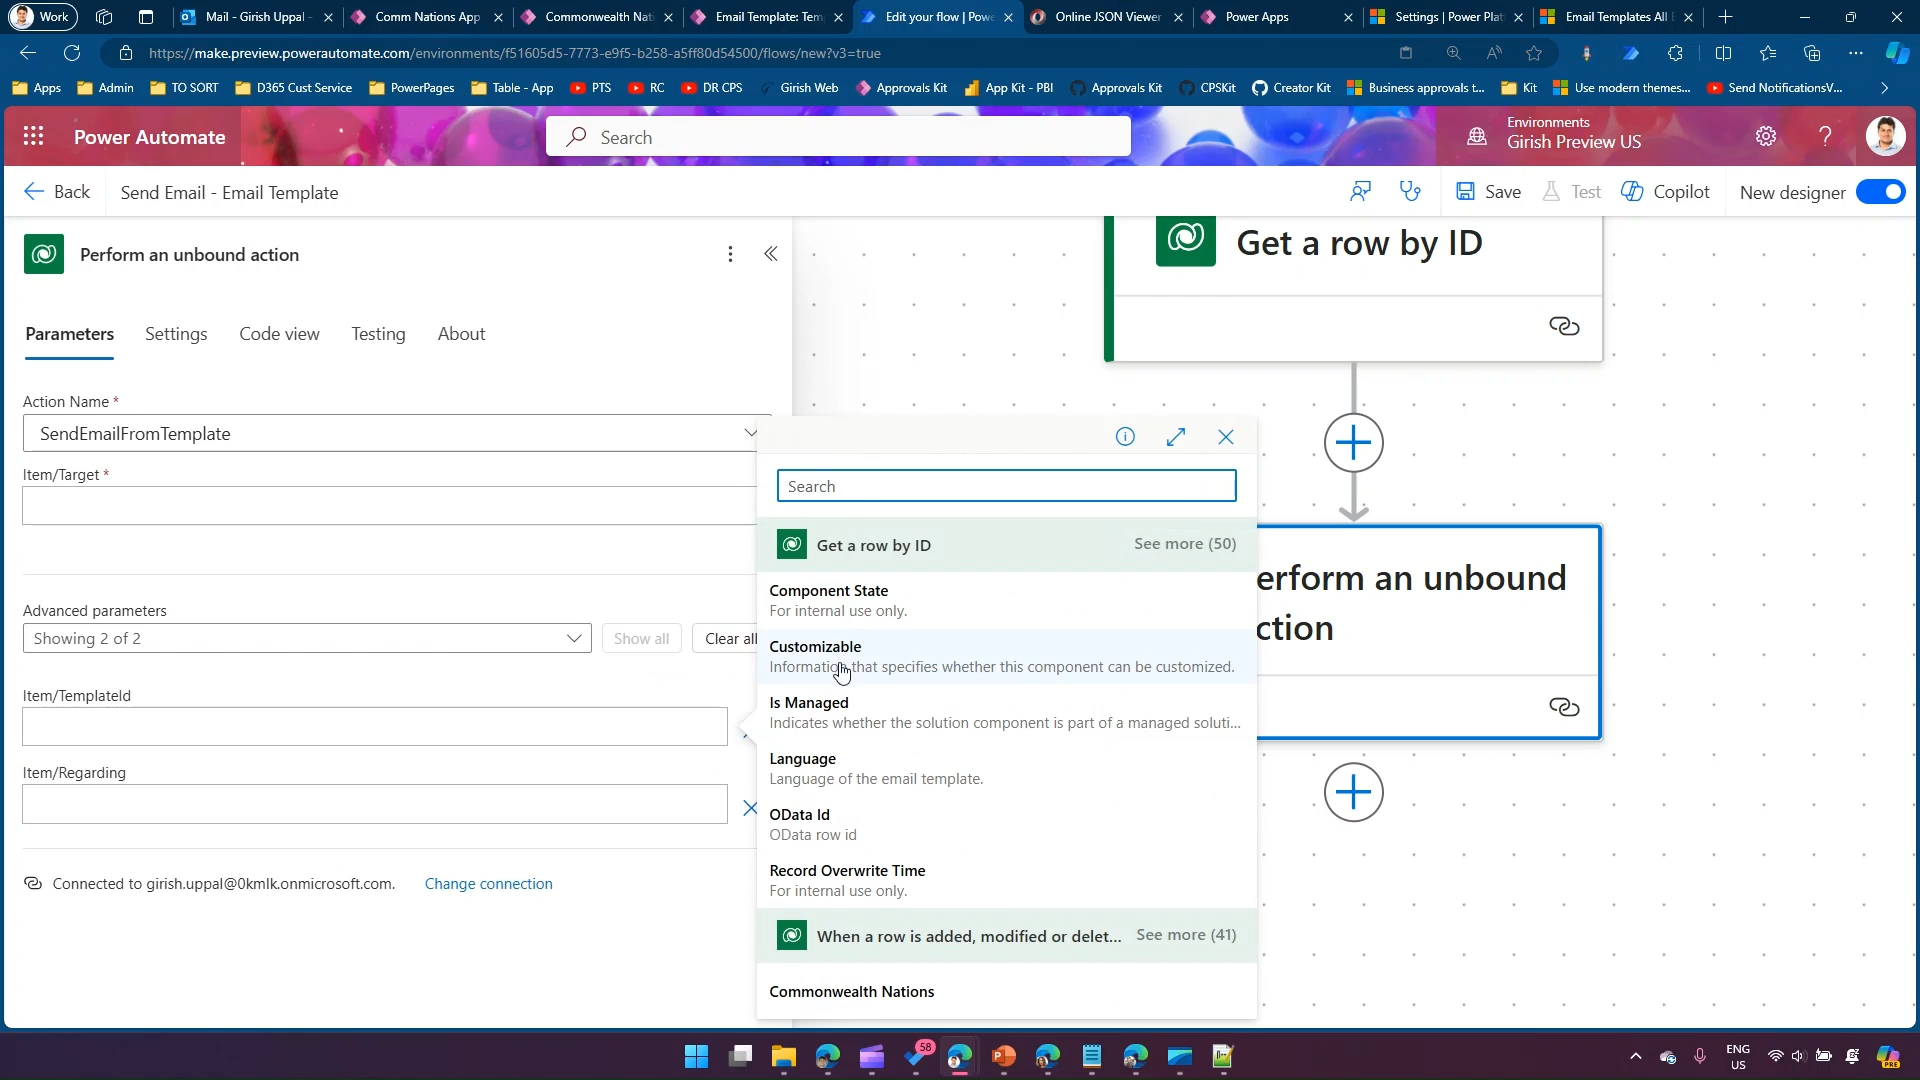 Work
Mail - Girish Uppal -
Comm Nations App
Commonwealth Nati
Email Template: Tem
Edit your flow | Powe
Online JSON Viewer
Power Apps
Settings | Power Plat
Email Templates All E
https://make.preview.powerautomate.com/environments/f51605d5-7773-e9f5-b258-a5ff80d54500/flows/new?v3=true
Apps
Admin
TO SORT
D365 Cust Service
PowerPages
Table - App
PTS
RC
DR CPS
Girish Web
Approvals Kit
App Kit - PBI
Approvals Kit
CPSKit
Creator Kit
Business approvals t...
Kit
Use modern themes...
Send NotificationsV...
Power Automate
Search
Environments
Girish Preview US
Back
Send Email - Email Template
Save
Test
Copilot
New designer
Perform an unbound action
Parameters
Settings
Code view
Testing
About
Action Name *
SendEmailFromTemplate
Item/Target *
Advanced parameters
Showing 2 of 2
Show all
Clear all
Item/TemplateId
Item/Regarding
Connected to girish.uppal@0kmlk.onmicrosoft.com.
Change connection
Search
Get a row by ID
See more (50)
Component State
For internal use only.
Customizable
Information that specifies whether this component can be customized.
Is Managed
Indicates whether the solution component is part of a managed soluti...
Language
Language of the email template.
OData Id
OData row id
Record Overwrite Time
For internal use only.
When a row is added, modified or delet...
See more (41)
Commonwealth Nations
Get a row by ID
erform an unbound
ction
58
ENG
US
PRE